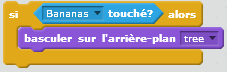 si Bananas touché? alors
basculer sur l'arrière-plan tree